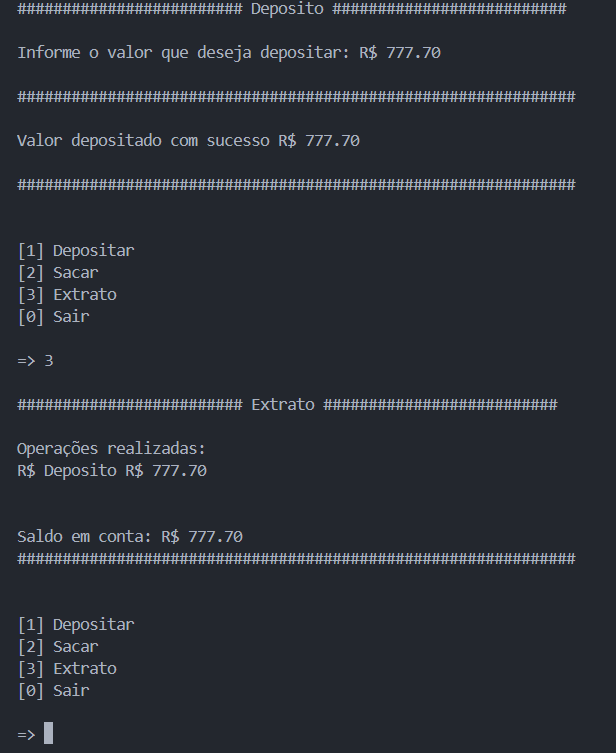 ######################### Deposito ##########################
Informe o valor que deseja depositar: R$ 777.70
##############################################################
Valor depositado com sucesso R$ 777.70
##############################################################
[1] Depositar
[2] Sacar
[3] Extrato
[0] Sair
=> 3
######################### Extrato ##########################
Operações realizadas:
R$ Deposito R$ 777.70
Saldo em conta: R$ 777.70
##############################################################
[1] Depositar
[2] Sacar
[3] Extrato
[0] Sair
=>